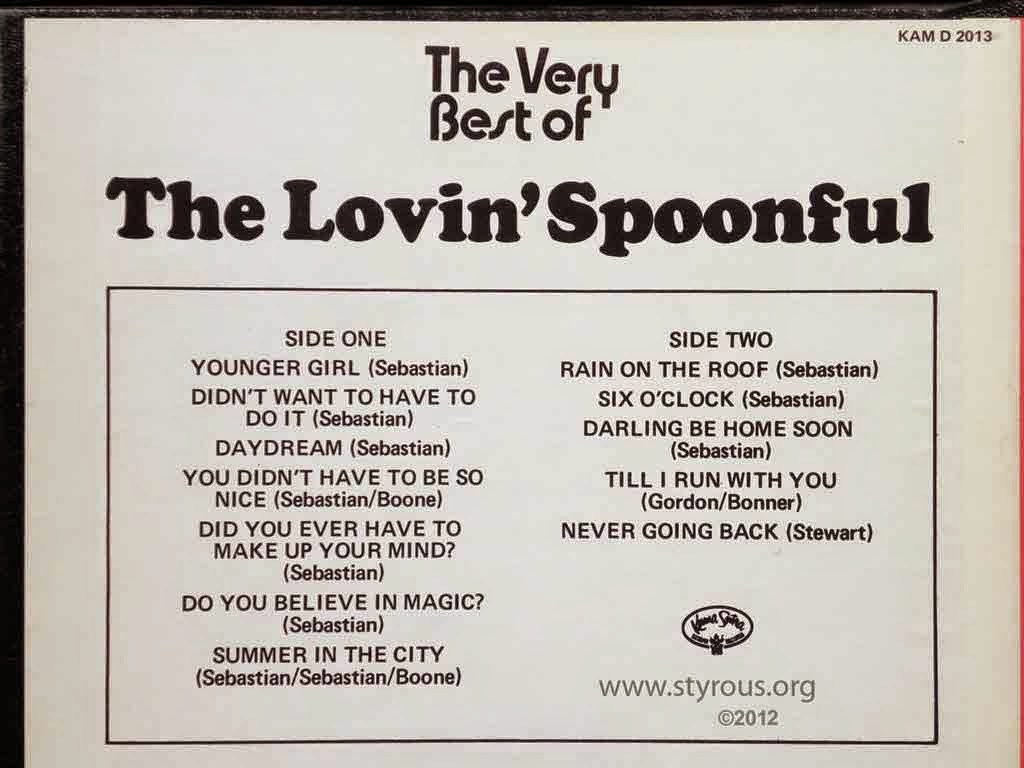 KAM D 2013
The Very
Best of
The Lovin' Spoonful
SIDE ONE
YOUNGER GIRL (Sebastian)
DIDN'T WANT TO HAVE TO
DO IT (Sebastian)
DAYDREAM (Sebastian)
YOU DIDN'T HAVE TO BE SO
NICE (Sebastian/Boone)
DID YOU EVER HAVE TO
MAKE UP YOUR MIND?
(Sebastian)
DO YOU BELIEVE IN MAGIC?
(Sebastian)
SUMMER IN THE CITY
(Sebastian/Sebastian/Boone)
SIDE TWO
RAIN ON THE ROOF (Sebastian)
SIX O'CLOCK (Sebastian)
DARLING BE HOME SOON
(Sebastian)
TILL I RUN WITH YOU
(Gordon/Bonner)
NEVER GOING BACK (Stewart)
Kama Sutra
www.styrous.org
©2012